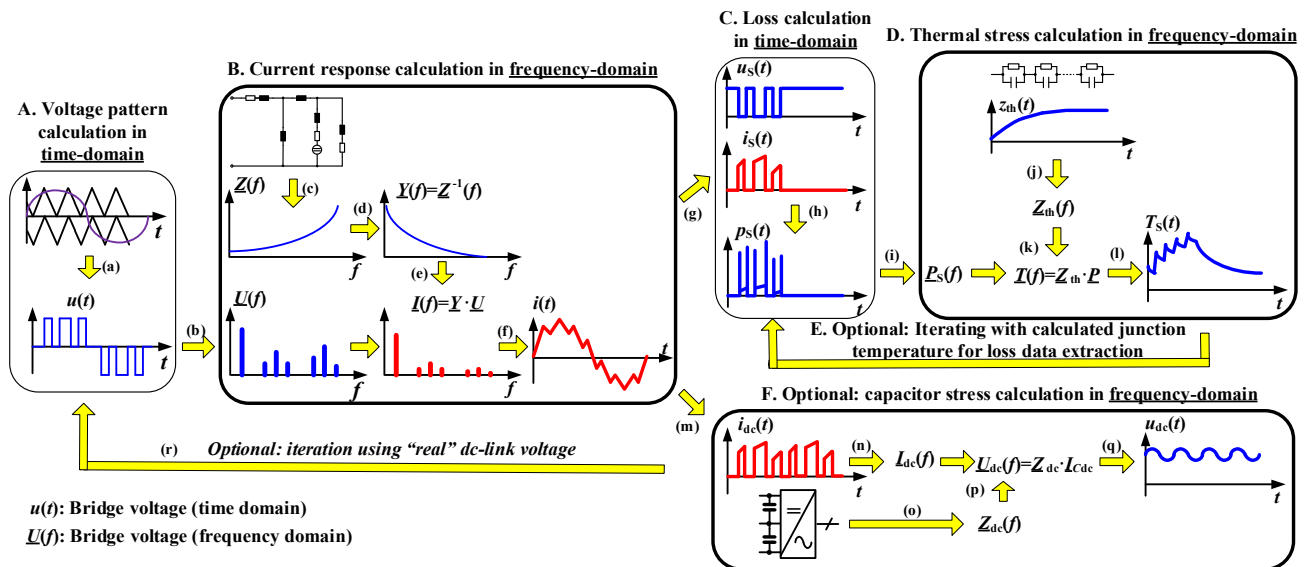 A. Voltage pattern
calculation in
time-domain
t
(a)
u(t)
t
(b)
B. Current response calculation in frequency-domain
Z(f)
(c)
f
(d)
Y(f)=Z⁻¹(f)
f
(e)
U(f)
f
I(f)=Y · U
f
(f)
i(t)
t
(g)
C. Loss calculation
in time-domain
uS(t)
t
iS(t)
t
(h)
pS(t)
t
(i)
D. Thermal stress calculation in frequency-domain
zth(t)
t
(j)
Zth(f)
(k)
PS(f)
T(f)=Zth·P
(l)
TS(t)
t
E. Optional: Iterating with calculated junction
temperature for loss data extraction
(m)
F. Optional: capacitor stress calculation in frequency-domain
idc(t)
t
(n)
Idc(f)
Udc(f)=Zdc·ICdc
(q)
udc(t)
t
(p)
(o)
Zdc(f)
(r)
Optional: iteration using “real” dc-link voltage
u(t): Bridge voltage (time domain)
U(f): Bridge voltage (frequency domain)